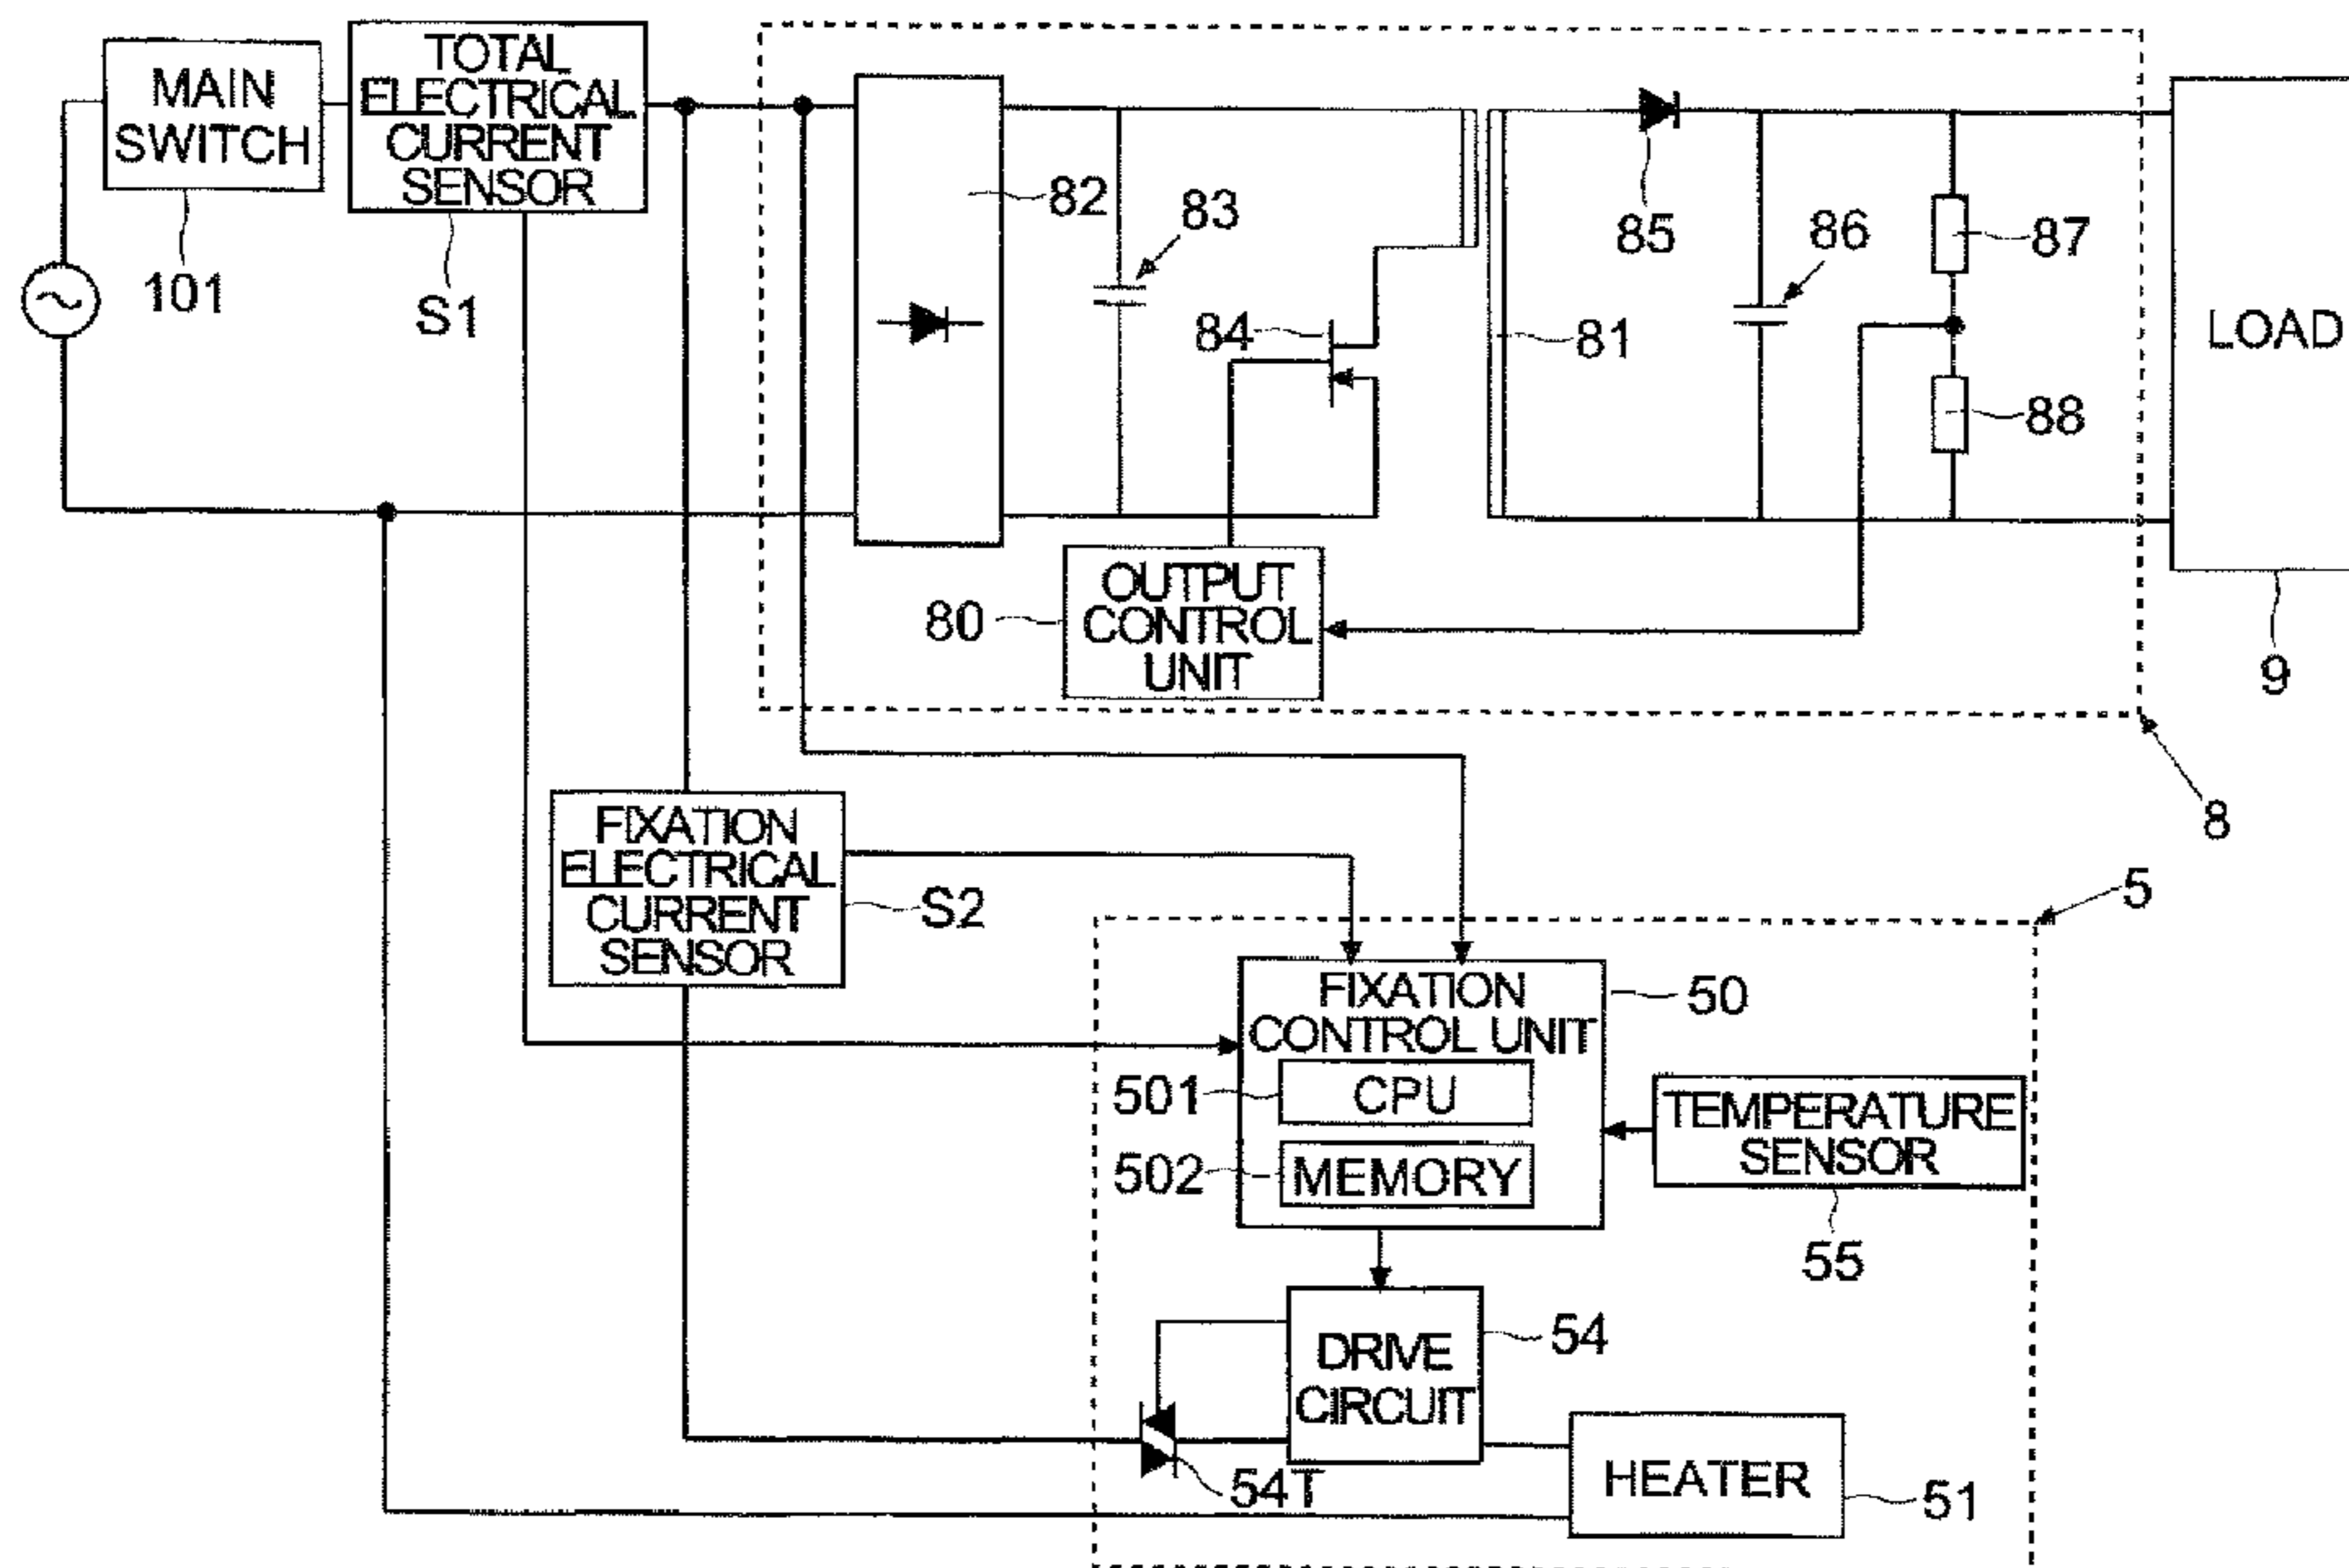 MAIN
SWITCH
101
TOTAL
ELECTRICAL
CURRENT
SENSOR
S1
82
83
84
81
85
86
87
88
LOAD
9
OUTPUT
CONTROL
UNIT
80
8
FIXATION
ELECTRICAL
CURRENT
SENSOR
S2
5
FIXATION
CONTROL UNIT
50
501
CPU
502
MEMORY
TEMPERATURE
SENSOR
55
DRIVE
CIRCUIT
54
54T
HEATER
51